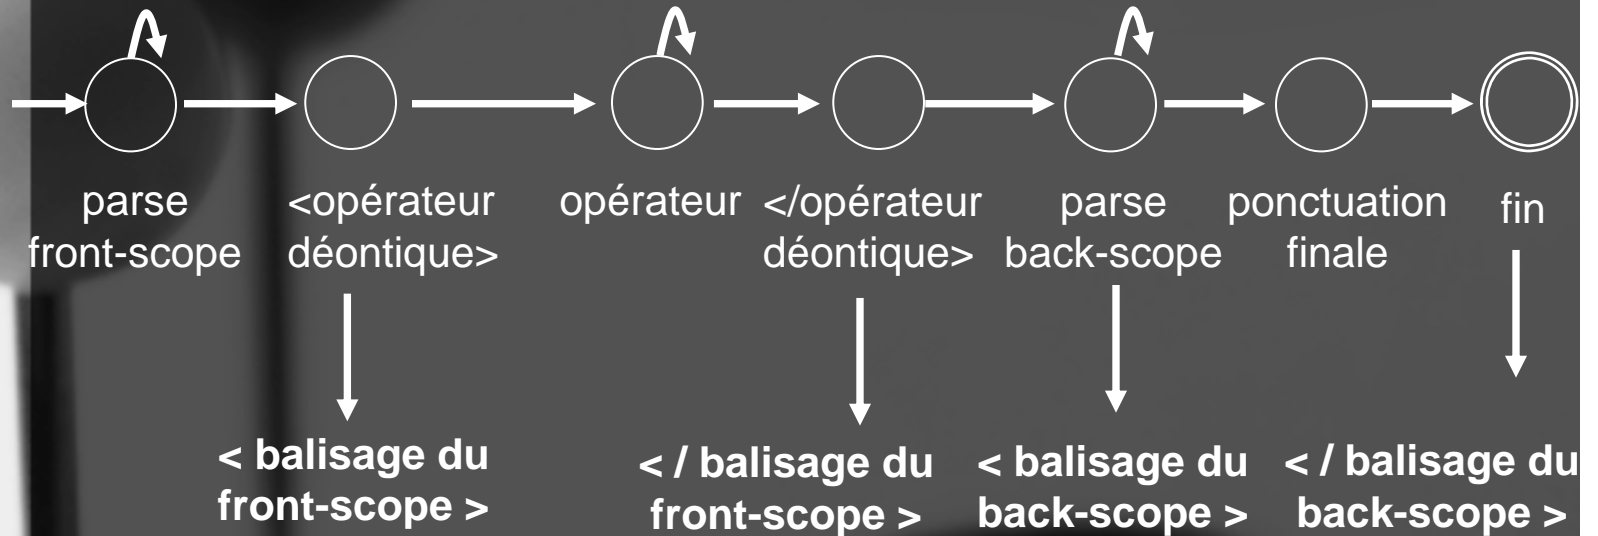 parse
front-scope
<opérateur
déontique>
opérateur
</opérateur
déontique>
parse
back-scope
ponctuation
finale
fin
< balisage du
front-scope >
< / balisage du
front-scope >
< balisage du
back-scope >
< / balisage du
back-scope >